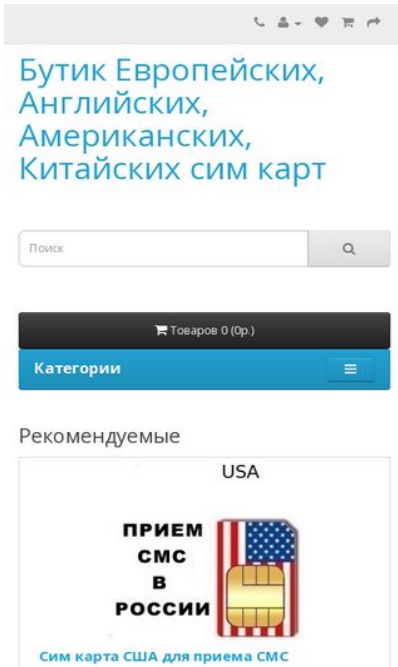 Бутик Европейских,
Английских,
Американских,
Китайских сим карт
Поиск
Товаров 0 (0р.)
Категории
Рекомендуемые
USA
ПРИЕМ
СМС
В
РОССИИ
Сим карта США для приема СМС